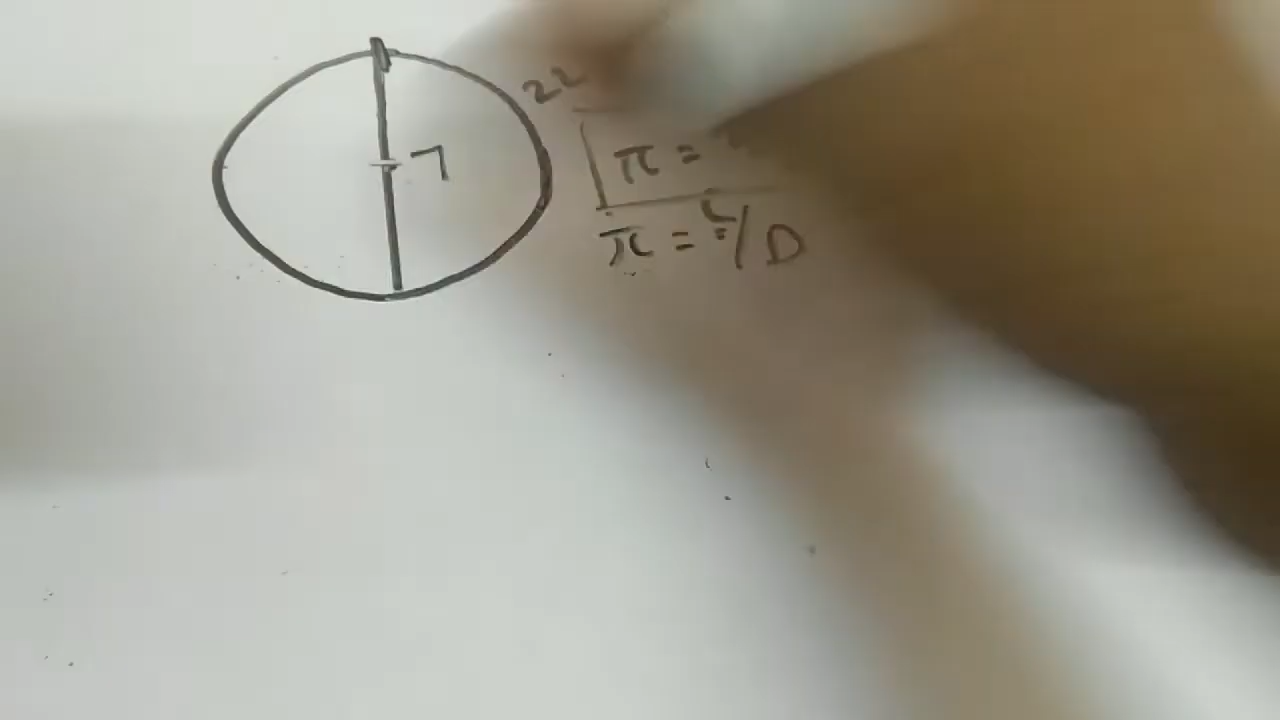 22
7
π =
π = C/D